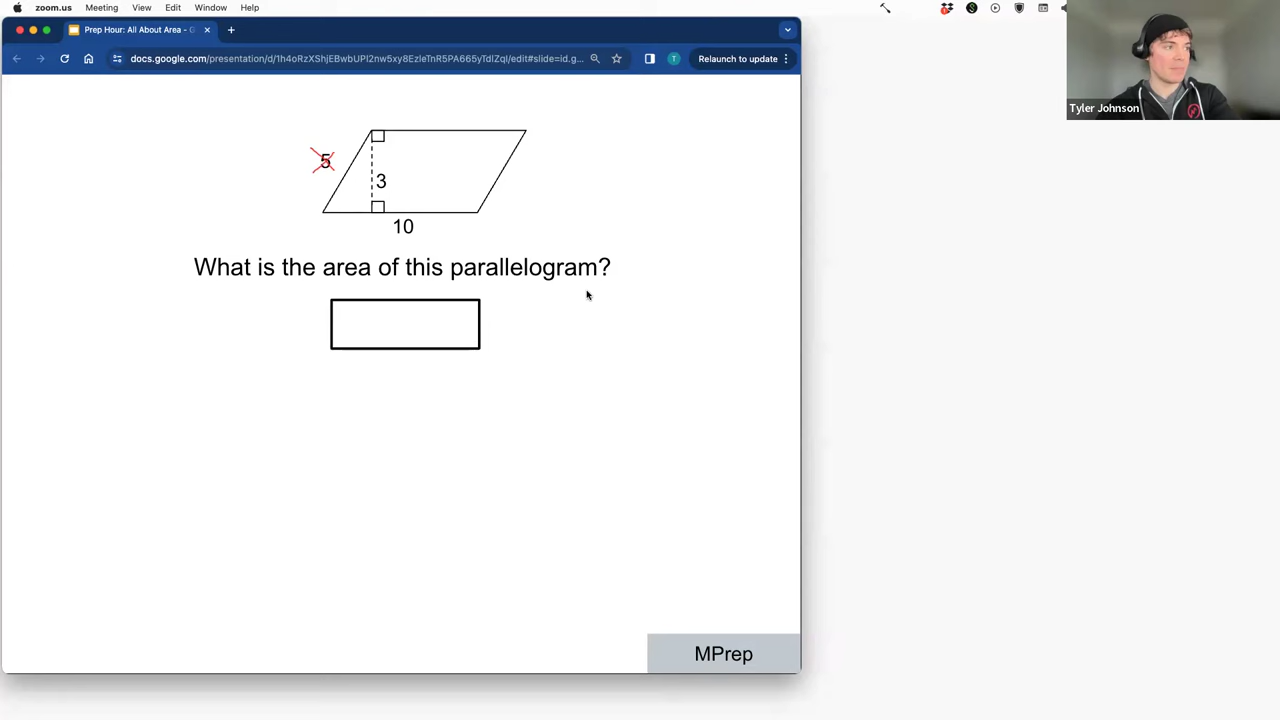 zoom.us Meeting View Edit Window Help
Prep Hour: All About Area - G
docs.google.com/presentation/d/1h4oRzXShjEBwbUPI2nw5xy8EzleTnR5PA665yTdIZql/edit#slide=id.g...
T
Relaunch to update
5
3
10
What is the area of this parallelogram?
MPrep
Tyler Johnson